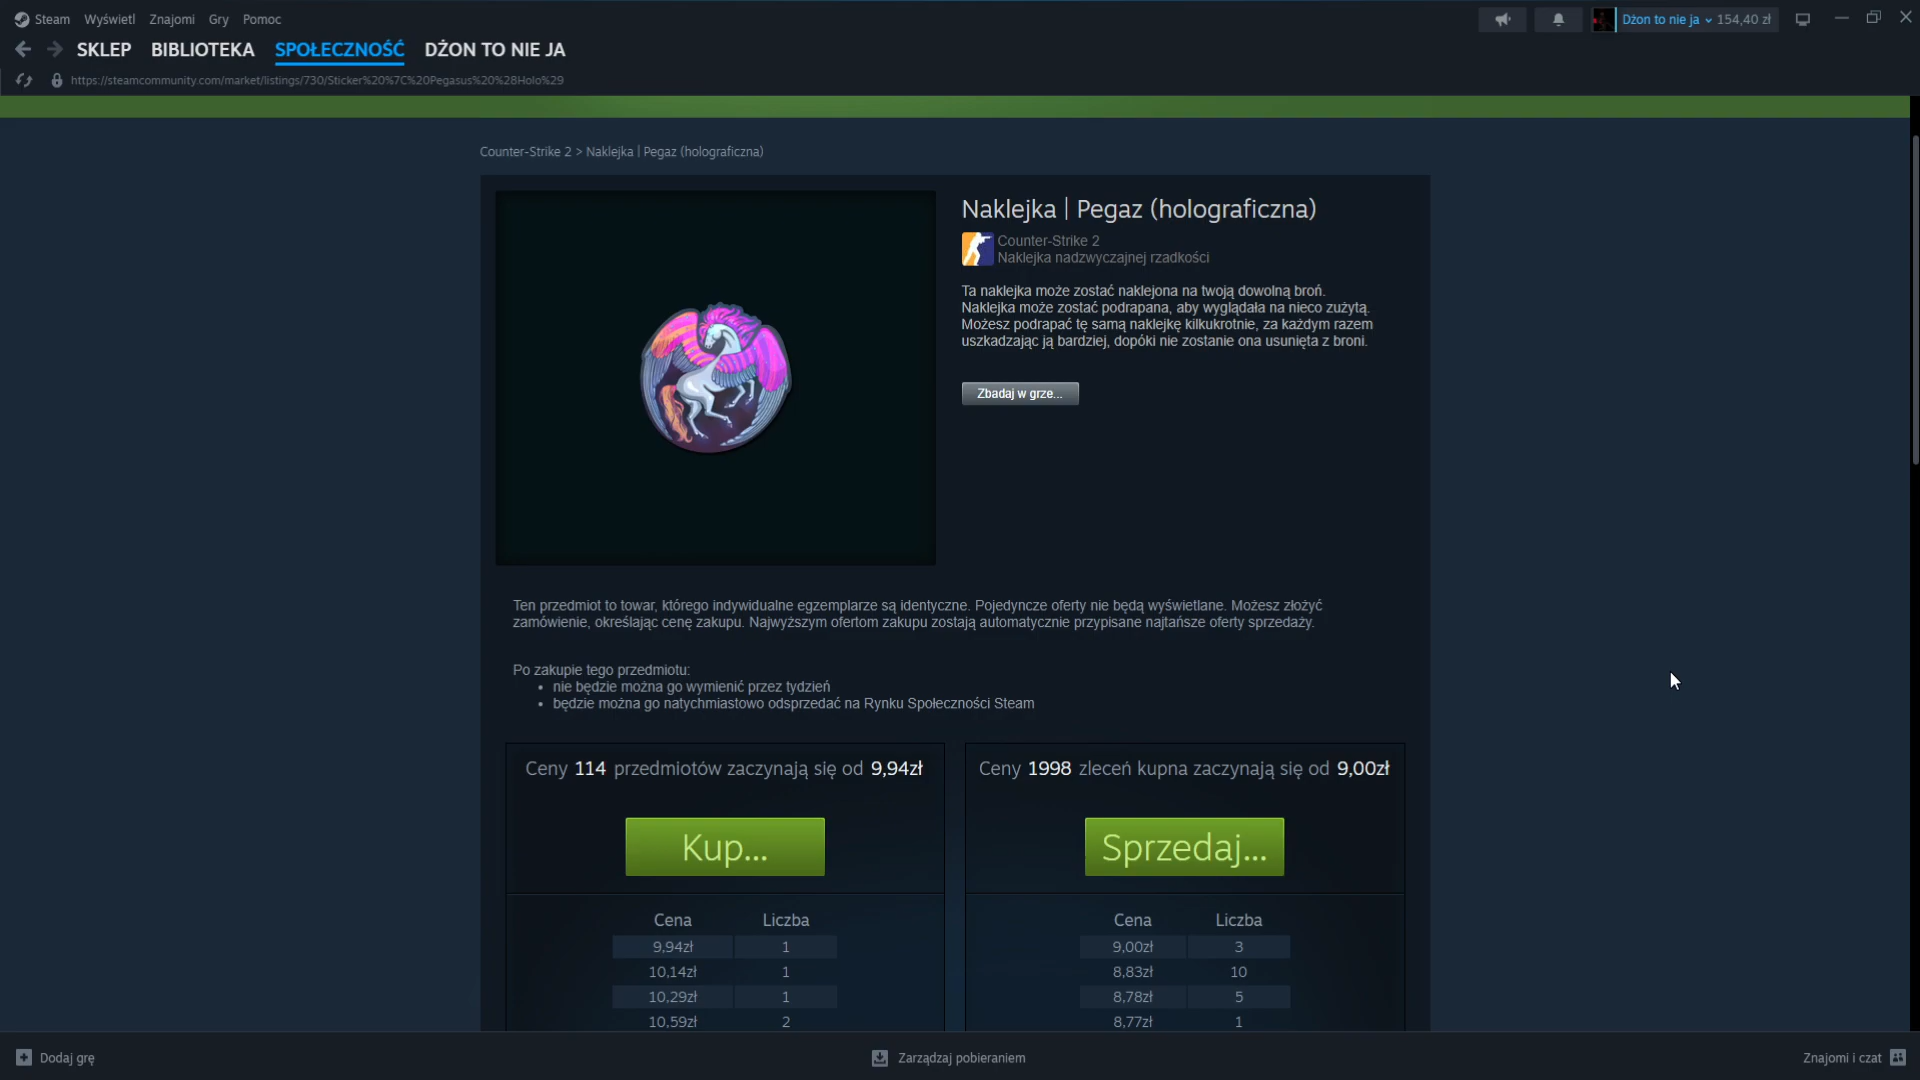 Steam Wyświetl Znajomi Gry Pomoc
Dżon to nie ja 154,40 zł
SKLEP BIBLIOTEKA SPOŁECZNOŚĆ DŻON TO NIE JA
https://steamcommunity.com/market/listings/730/Sticker%20%7C%20Pegasus%20%28Holo%29
Counter-Strike 2 > Naklejka | Pegaz (holograficzna)
Naklejka | Pegaz (holograficzna)
Counter-Strike 2
Naklejka nadzwyczajnej rzadkości
Ta naklejka może zostać naklejona na twoją dowolną broń.
Naklejka może zostać podrapana, aby wyglądała na nieco zużytą.
Możesz podrapać tę samą naklejkę kilkukrotnie, za każdym razem
uszkadzając ją bardziej, dopóki nie zostanie ona usunięta z broni.
Zbadaj w grze...
Ten przedmiot to towar, którego indywidualne egzemplarze są identyczne. Pojedyncze oferty nie będą wyświetlane. Możesz złożyć
zamówienie, określając cenę zakupu. Najwyższym ofertom zakupu zostają automatycznie przypisane najtańsze oferty sprzedaży.
Po zakupie tego przedmiotu:
• nie będzie można go wymienić przez tydzień
• będzie można go natychmiastowo odsprzedać na Rynku Społeczności Steam
Ceny 114 przedmiotów zaczynają się od 9,94zł
Kup...
Cena Liczba
9,94zł 1
10,14zł 1
10,29zł 1
10,59zł 2
Ceny 1998 zleceń kupna zaczynają się od 9,00zł
Sprzedaj...
Cena Liczba
9,00zł 3
8,83zł 10
8,78zł 5
8,77zł 1
Dodaj grę
Zarządzaj pobieraniem
Znajomi i czat